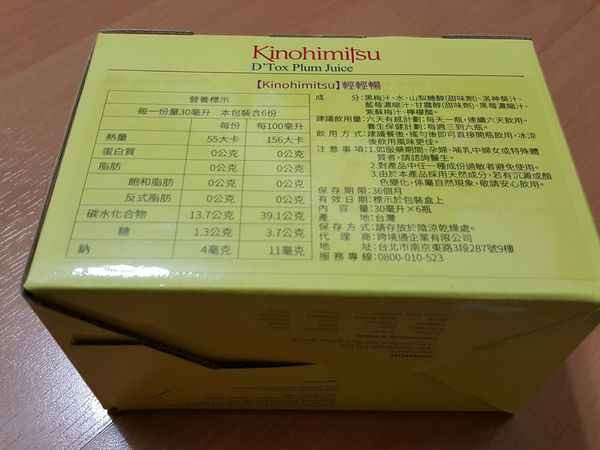 Kinohimitsu
D'Tox Plum Juice
【Kinohimitsu】輕輕暢
營養標示
每一份量30毫升 本包裝含6份
每份 每100毫升
熱量 55大卡 156大卡
蛋白質 0公克 0公克
脂肪 0公克 0公克
飽和脂肪 0公克 0公克
反式脂肪 0公克 0公克
碳水化合物 13.7公克 39.1公克
糖 1.3公克 3.7公克
鈉 4毫克 11毫克
成 分:黑梅汁、水、山梨糖醇(甜味劑)、洛神葵汁、
藍莓濃縮汁、甘露醇(甜味劑)、黑莓濃縮汁、
紫蘇梅汁、檸檬酸。
建議飲用量:六天有感計劃:每天一瓶,連續六天飲用。
養生保健計劃:每週三到六瓶。
飲用方式:建議餐後,搖勻後即可直接開瓶飲用,冰涼
後飲用風味更佳。
注意事項:1.如服藥期間、孕婦、哺乳中婦女或特殊體
質者,請諮詢醫生。
2.對產品中任一種成份過敏者避免使用。
3.由於本產品採用天然成分,若有沉澱或顏
色變化,係屬自然現象,敬請安心飲用。
保存期限:36個月
有效日期:標示於包裝盒上
內 容 量:30毫升×6瓶
產 地:台灣
保存方式:請存放於陰涼乾燥處。
代 理 商:跨境通企業有限公司
地 址:台北市南京東路3段287號9樓
服務專線:0800-010-523